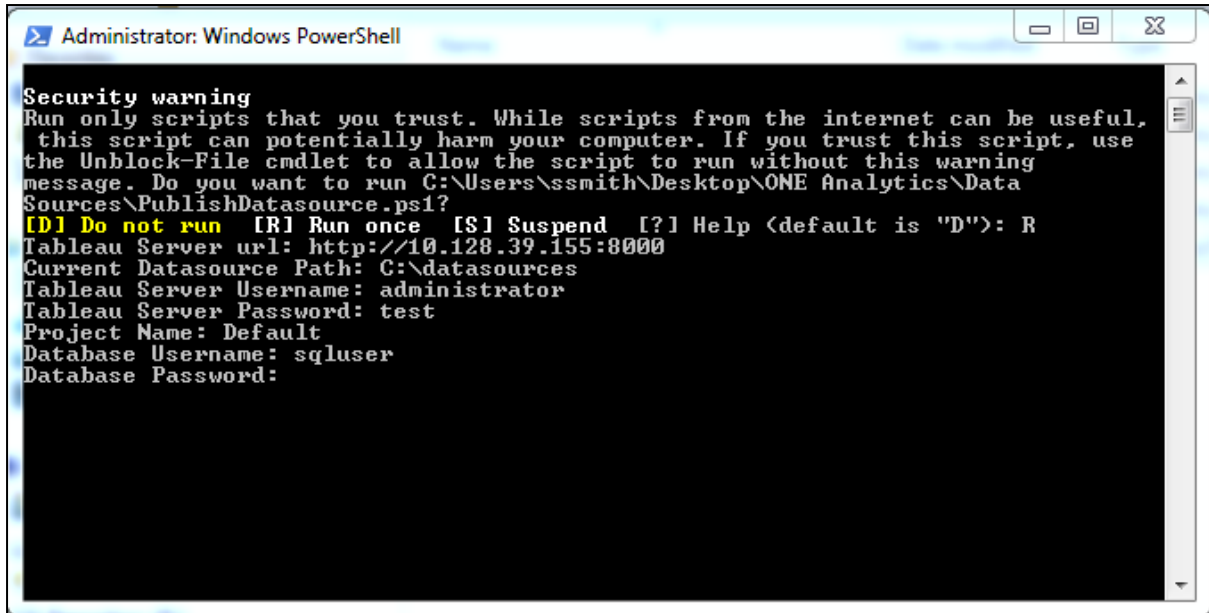 Administrator: Windows PowerShell
Security warning
Run only scripts that you trust. While scripts from the internet can be useful,
this script can potentially harm your computer. If you trust this script, use
the Unblock-File cmdlet to allow the script to run without this warning
message. Do you want to run C:\Users\ssmith\Desktop\ONE Analytics\Data
Sources\PublishDatasource.ps1?
[D] Do not run  [R] Run once  [S] Suspend  [?] Help (default is "D"): R
Tableau Server url: http://10.128.39.155:8000
Current Datasource Path: C:\datasources
Tableau Server Username: administrator
Tableau Server Password: test
Project Name: Default
Database Username: sqluser
Database Password: